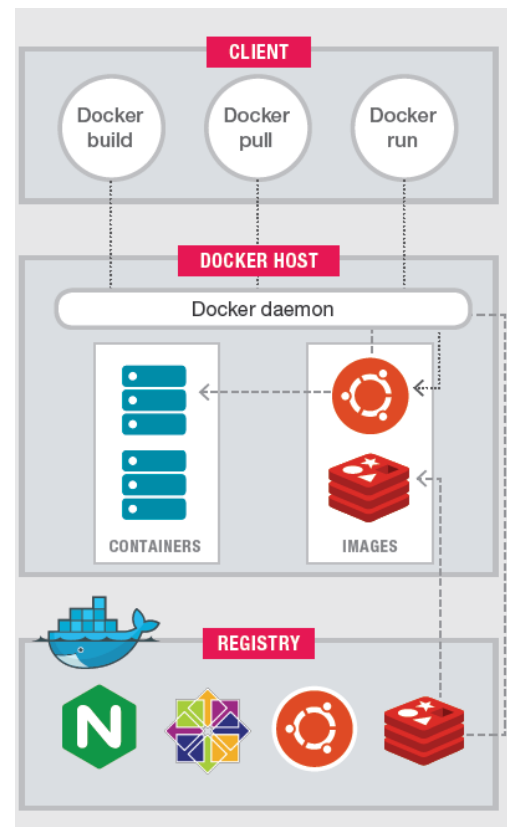 CLIENT
Docker
build
Docker
pull
Docker
run
DOCKER HOST
Docker daemon
CONTAINERS
IMAGES
REGISTRY
N